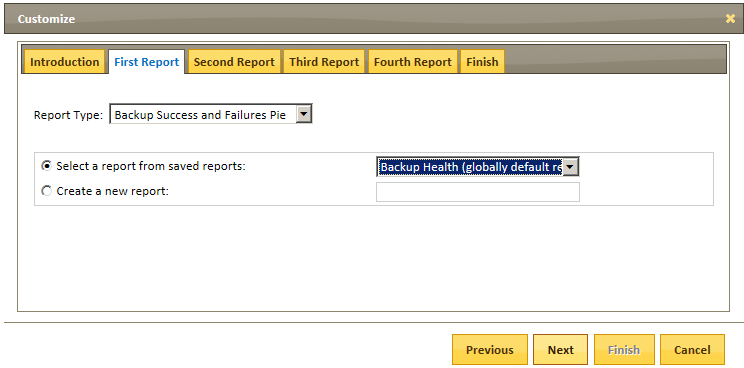 Customize
Introduction First Report Second Report Third Report Fourth Report Finish
Report Type: Backup Success and Failures Pie
Select a report from saved reports: Backup Health (globally default re
Create a new report:
Previous Next Finish Cancel